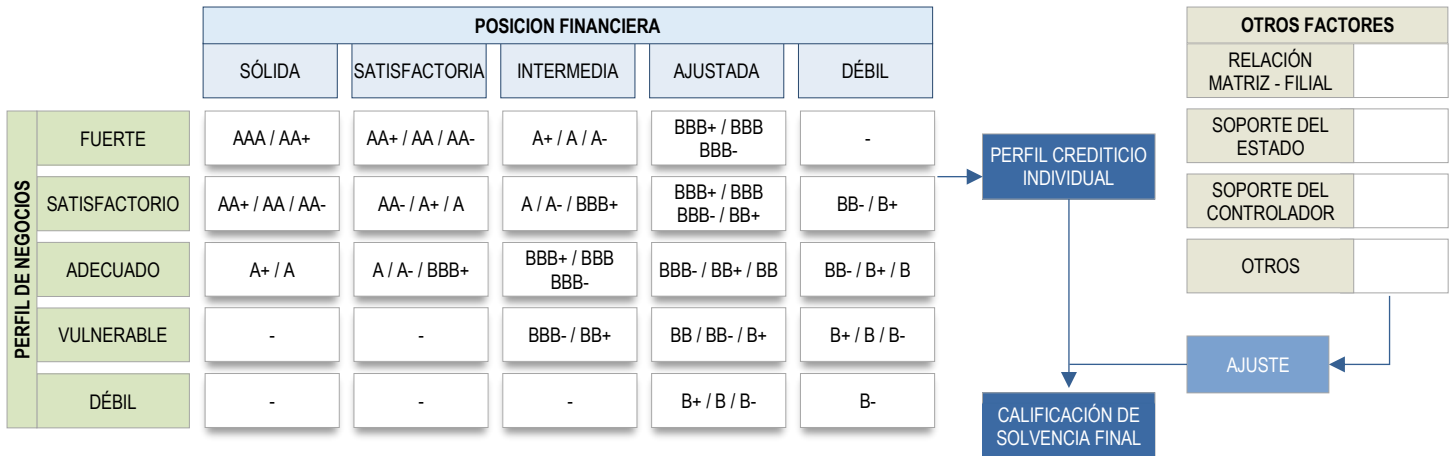 POSICION FINANCIERA
SÓLIDA
SATISFACTORIA
INTERMEDIA
AJUSTADA
DÉBIL
PERFIL DE NEGOCIOS
FUERTE
AAA / AA+
AA+ / AA / AA-
A+ / A / A-
BBB+ / BBB
BBB-
-
SATISFACTORIO
AA+ / AA / AA-
AA- / A+ / A
A / A- / BBB+
BBB+ / BBB
BBB- / BB+
BB- / B+
ADECUADO
A+ / A
A / A- / BBB+
BBB+ / BBB
BBB-
BBB- / BB+ / BB
BB- / B+ / B
VULNERABLE
-
-
BBB- / BB+
BB / BB- / B+
B+ / B / B-
DÉBIL
-
-
-
B+ / B / B-
B-
PERFIL CREDITICIO
INDIVIDUAL
OTROS FACTORES
RELACIÓN
MATRIZ - FILIAL
SOPORTE DEL
ESTADO
SOPORTE DEL
CONTROLADOR
OTROS
AJUSTE
CALIFICACIÓN DE
SOLVENCIA FINAL